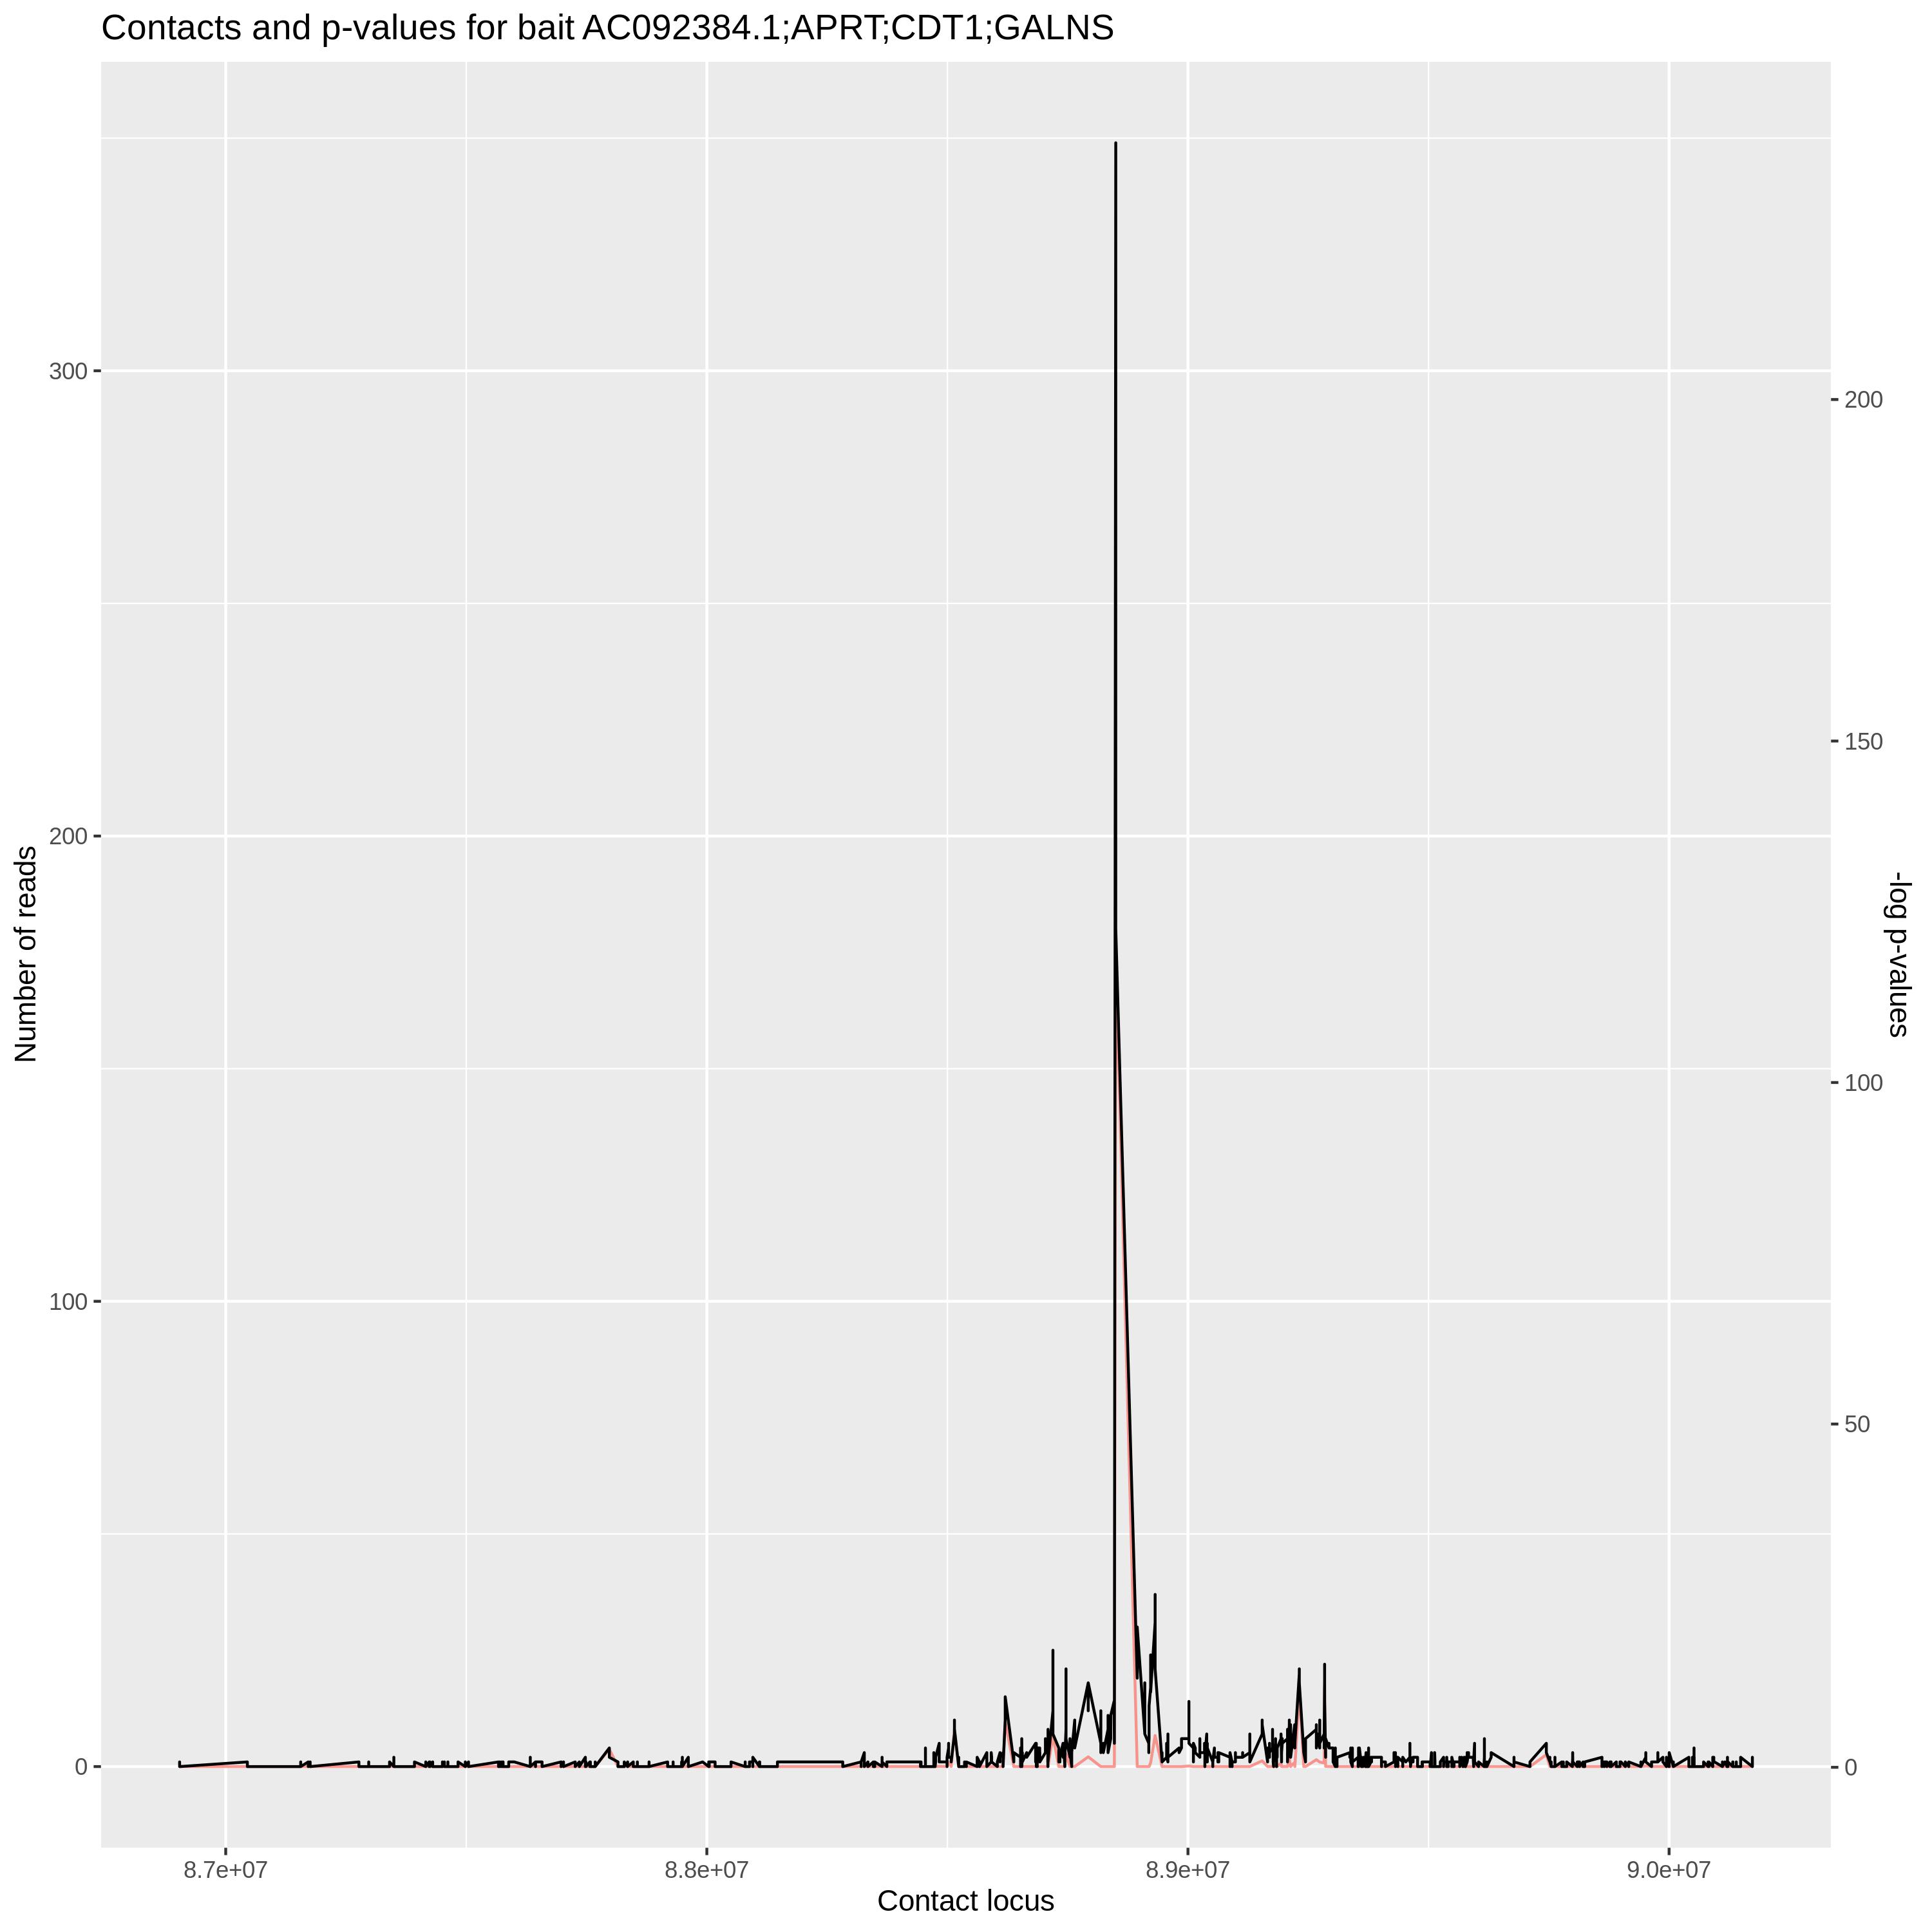 Contacts and p-values for bait AC092384.1;APRT;CDT1;GALNS
300
200
100
0
Number of reads
200
150
100
50
0
-log p-values
8.7e+07
8.8e+07
8.9e+07
9.0e+07
Contact locus